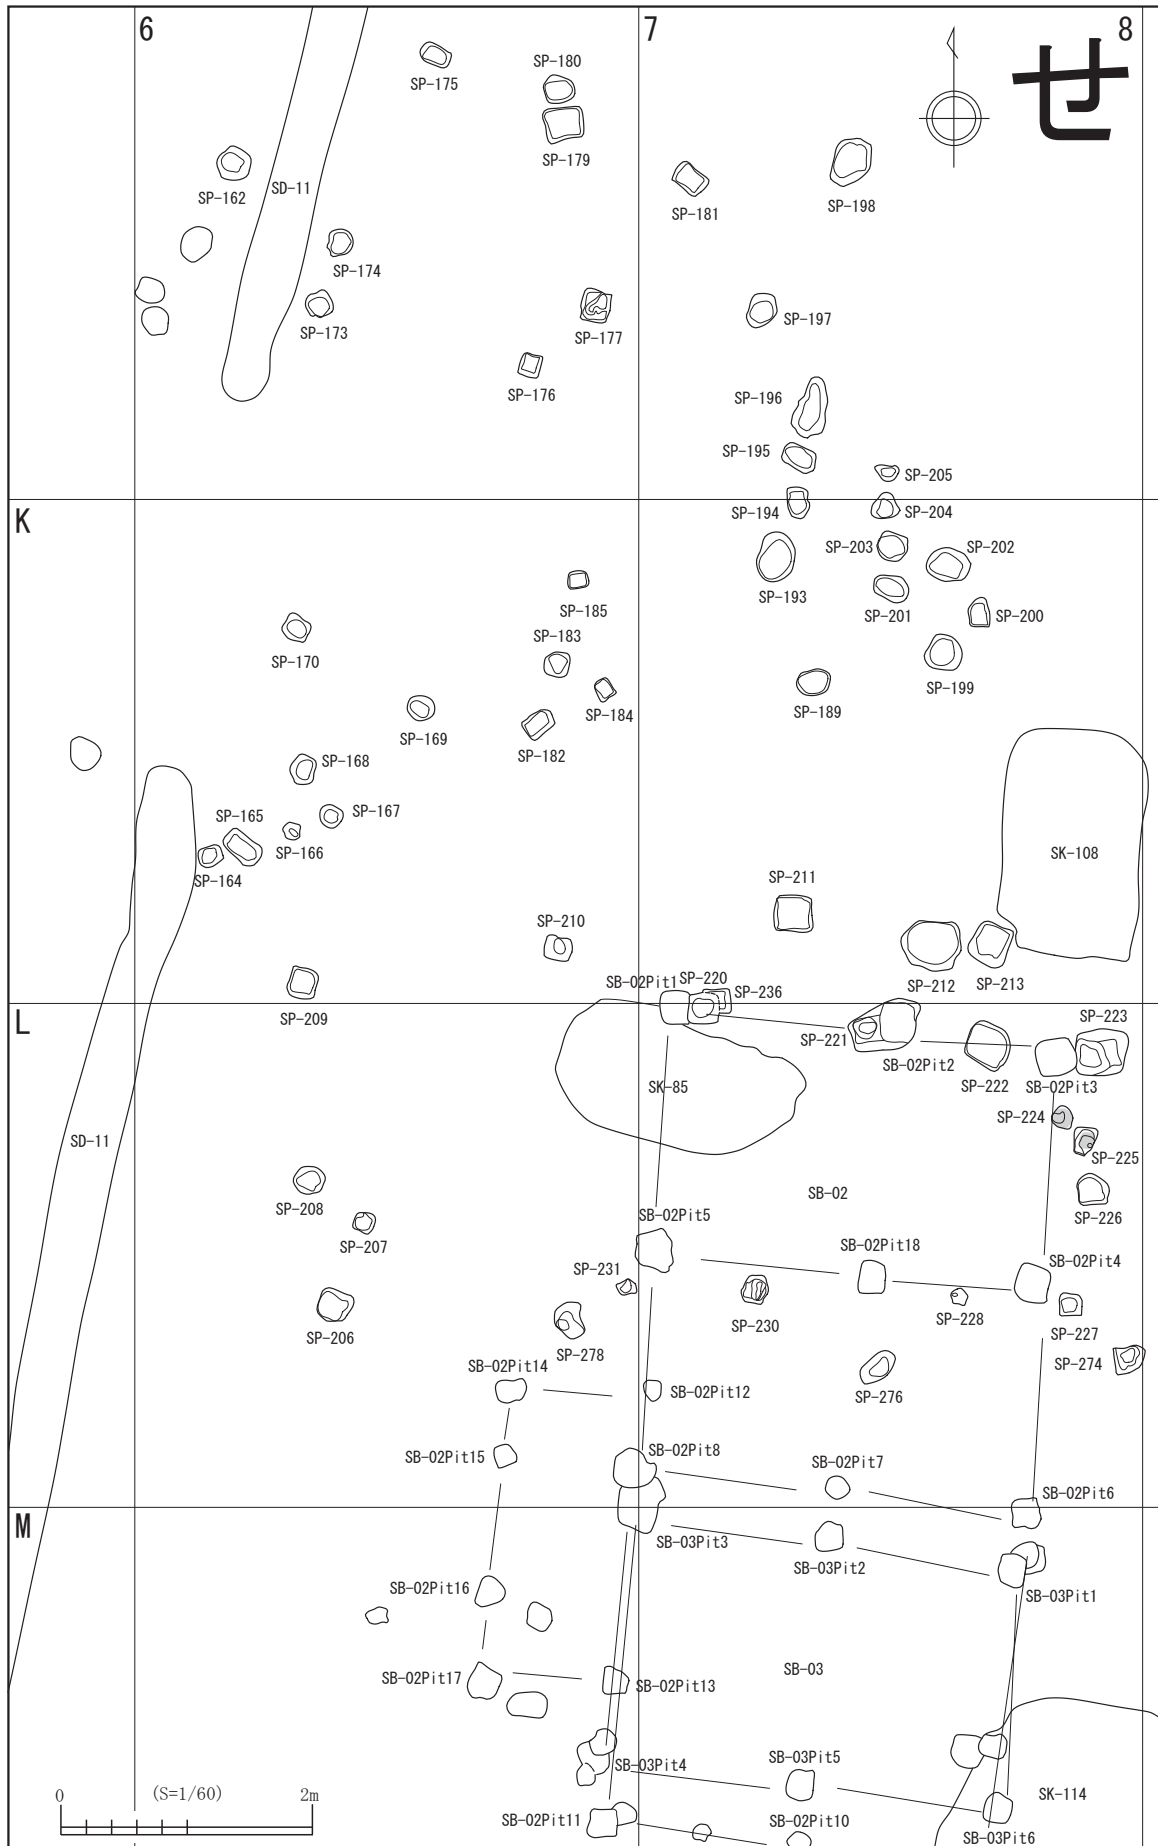 6
7
8
せ
SP-175
SP-180
SP-179
SP-162
SD-11
SP-181
SP-198
SP-174
SP-173
SP-177
SP-197
SP-176
SP-196
SP-195
SP-205
K
SP-194
SP-204
SP-203
SP-202
SP-185
SP-193
SP-201
SP-200
SP-183
SP-170
SP-199
SP-184
SP-189
SP-169
SP-182
SP-168
SP-165
SP-167
SP-166
SP-164
SK-108
SP-211
SP-210
SB-02Pit1
SP-220
SP-236
SP-212
SP-213
L
SP-209
SP-221
SB-02Pit2
SP-222
SP-223
SB-02Pit3
SK-85
SP-224
SD-11
SP-225
SP-208
SB-02
SP-226
SB-02Pit5
SP-207
SB-02Pit18
SB-02Pit4
SP-231
SP-230
SP-228
SP-206
SP-227
SP-278
SP-274
SB-02Pit14
SB-02Pit12
SP-276
SB-02Pit15
SB-02Pit8
SB-02Pit7
SB-02Pit6
M
SB-03Pit3
SB-03Pit2
SB-02Pit16
SB-03Pit1
SB-02Pit17
SB-02Pit13
SB-03
SB-03Pit4
SB-03Pit5
0 (S=1/60) 2m
SK-114
SB-02Pit11
SB-02Pit10
SB-03Pit6